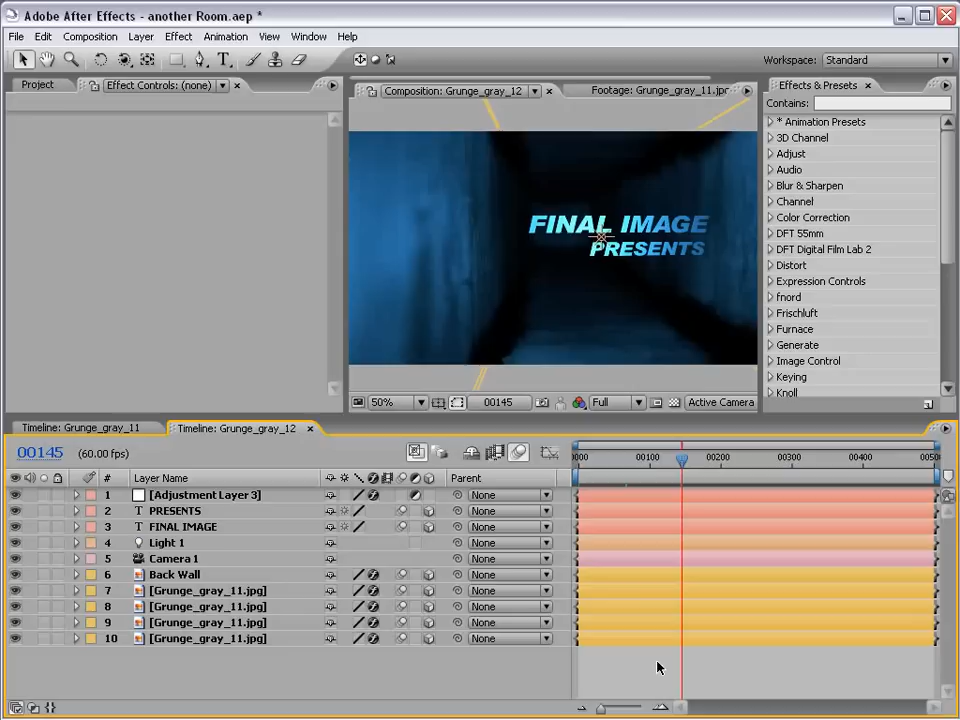 Adobe After Effects - another Room.aep *
File Edit Composition Layer Effect Animation View Window Help
Workspace: Standard
Project Effect Controls: (none)
Composition: Grunge_gray_12 Footage: Grunge_gray_11.jpg
Effects & Presets
Contains:
* Animation Presets
3D Channel
Adjust
Audio
Blur & Sharpen
Channel
Color Correction
DFT 55mm
DFT Digital Film Lab 2
Distort
Expression Controls
fnord
Frischluft
Furnace
Generate
Image Control
Keying
Knoll
FINAL IMAGE
PRESENTS
50% 00145 Full Active Camera
Timeline: Grunge_gray_11 Timeline: Grunge_gray_12
00145 (60.00 fps)
0000 00100 00200 00300 00400 0050
# Layer Name Parent
1 [Adjustment Layer 3] None
2 T PRESENTS None
3 T FINAL IMAGE None
4 Light 1 None
5 Camera 1 None
6 Back Wall None
7 [Grunge_gray_11.jpg] None
8 [Grunge_gray_11.jpg] None
9 [Grunge_gray_11.jpg] None
10 [Grunge_gray_11.jpg] None